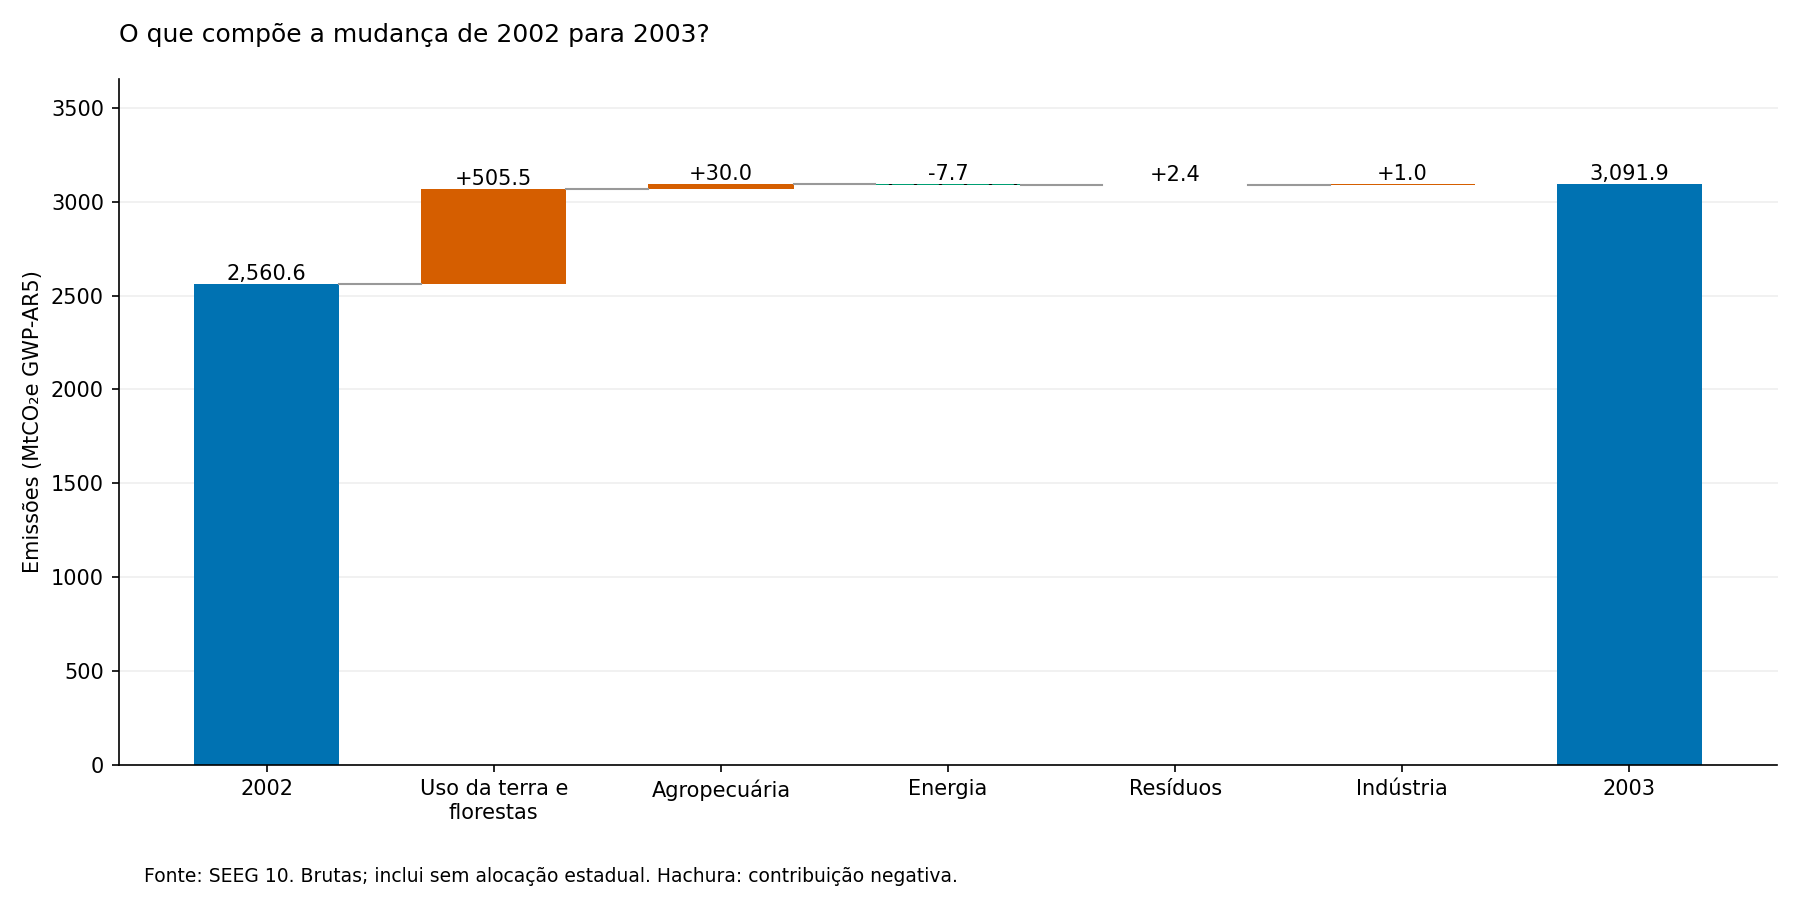 O que compõe a mudança de 2002 para 2003?
Emissões (MtCO₂e GWP-AR5)
3500
3000
2500
2000
1500
1000
500
0
2,560.6
+505.5
+30.0
-7.7
+2.4
+1.0
3,091.9
2002
Uso da terra e
florestas
Agropecuária
Energia
Resíduos
Indústria
2003
Fonte: SEEG 10. Brutas; inclui sem alocação estadual. Hachura: contribuição negativa.